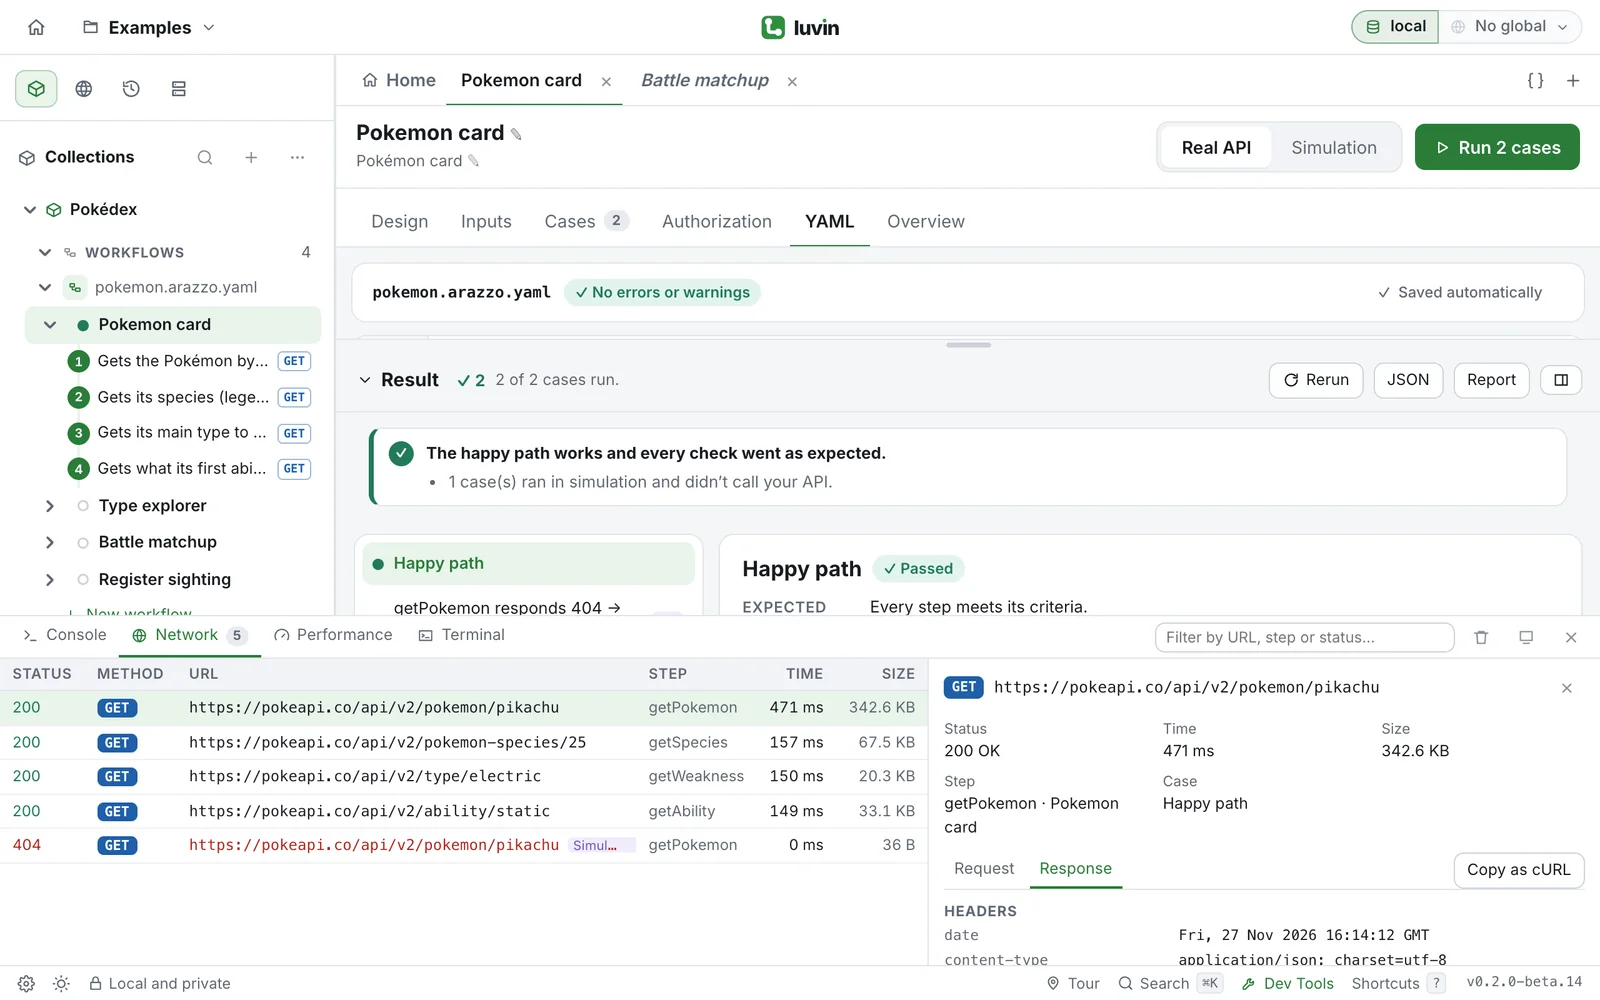 Examples
luvin
local
No global
Home
Pokemon card
Battle matchup
{ }
Collections
Pokédex
WORKFLOWS 4
pokemon.arazzo.yaml
Pokemon card
1 Gets the Pokémon by... GET
2 Gets its species (lege... GET
3 Gets its main type to ... GET
4 Gets what its first abi... GET
Type explorer
Battle matchup
Register sighting
New workflow
Pokemon card
Pokémon card
Real API
Simulation
Run 2 cases
Design
Inputs
Cases 2
Authorization
YAML
Overview
pokemon.arazzo.yaml
No errors or warnings
Saved automatically
Result 2 2 of 2 cases run.
Rerun
JSON
Report
The happy path works and every check went as expected.
• 1 case(s) ran in simulation and didn’t call your API.
Happy path
getPokemon responds 404 →
Happy path
Passed
EXPECTED Every step meets its criteria.
Console
Network 5
Performance
Terminal
Filter by URL, step or status...
STATUS METHOD URL STEP TIME SIZE
200 GET https://pokeapi.co/api/v2/pokemon/pikachu getPokemon 471 ms 342.6 KB
200 GET https://pokeapi.co/api/v2/pokemon-species/25 getSpecies 157 ms 67.5 KB
200 GET https://pokeapi.co/api/v2/type/electric getWeakness 150 ms 20.3 KB
200 GET https://pokeapi.co/api/v2/ability/static getAbility 149 ms 33.1 KB
404 GET https://pokeapi.co/api/v2/pokemon/pikachu Simul... getPokemon 0 ms 36 B
GET https://pokeapi.co/api/v2/pokemon/pikachu
Status Time Size
200 OK 471 ms 342.6 KB
Step Case
getPokemon · Pokemon Happy path
card
Request
Response
Copy as cURL
HEADERS
date Fri, 27 Nov 2026 16:14:12 GMT
content-type application/json; charset=utf-8
Local and private
Tour
Search ⌘K
Dev Tools
Shortcuts ?
v0.2.0-beta.14